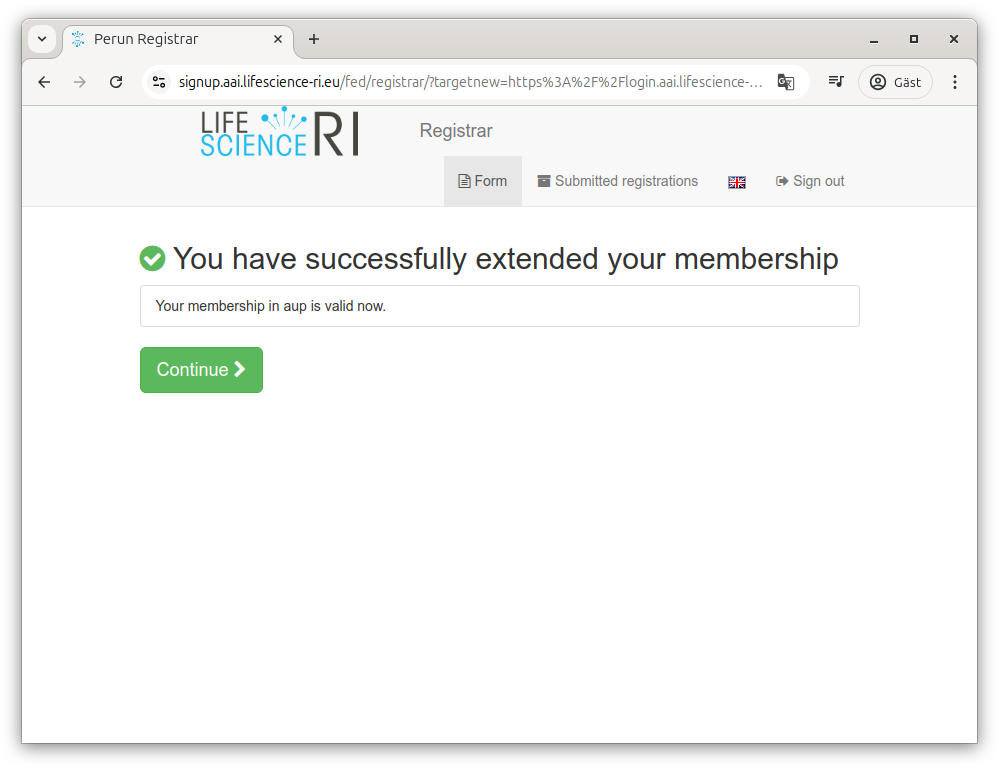 Perun Registrar
signup.aai.lifescience-ri.eu/fed/registrar/?targetnew=https%3A%2F%2Flogin.aai.lifescience-...
Gäst
LIFE
SCIENCE RI
Registrar
Form
Submitted registrations
Sign out
You have successfully extended your membership
Your membership in aup is valid now.
Continue